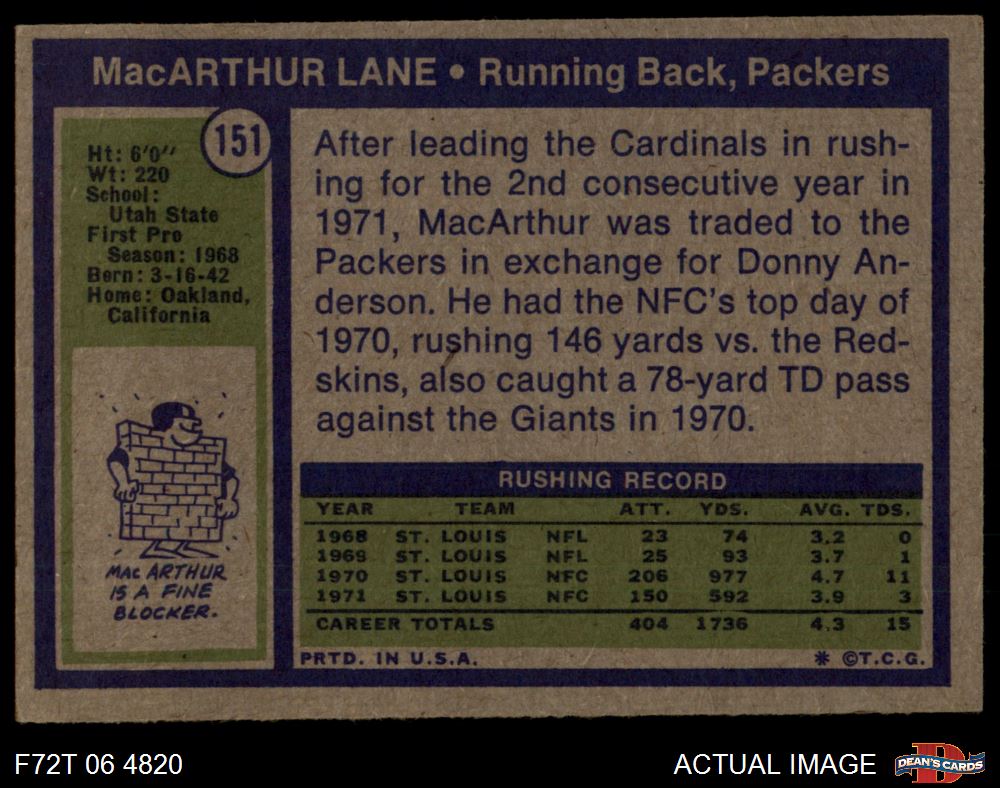 MacARTHUR LANE • Running Back, Packers
151
Ht: 6'0"
Wt: 220
School:
Utah State
First Pro
Season: 1968
Born: 3-16-42
Home: Oakland,
California
MAC ARTHUR
IS A FINE
BLOCKER.
After leading the Cardinals in rush-
ing for the 2nd consecutive year in
1971, MacArthur was traded to the
Packers in exchange for Donny An-
derson. He had the NFC's top day of
1970, rushing 146 yards vs. the Red-
skins, also caught a 78-yard TD pass
against the Giants in 1970.
RUSHING RECORD
YEAR TEAM ATT. YDS. AVG. TDS.
1968 ST. LOUIS NFL 23 74 3.2 0
1969 ST. LOUIS NFL 25 93 3.7 1
1970 ST. LOUIS NFC 206 977 4.7 11
1971 ST. LOUIS NFC 150 592 3.9 3
CAREER TOTALS 404 1736 4.3 15
PRTD. IN U.S.A. * ©T.C.G.
F72T 06 4820 ACTUAL IMAGE DEAN'S CARDS